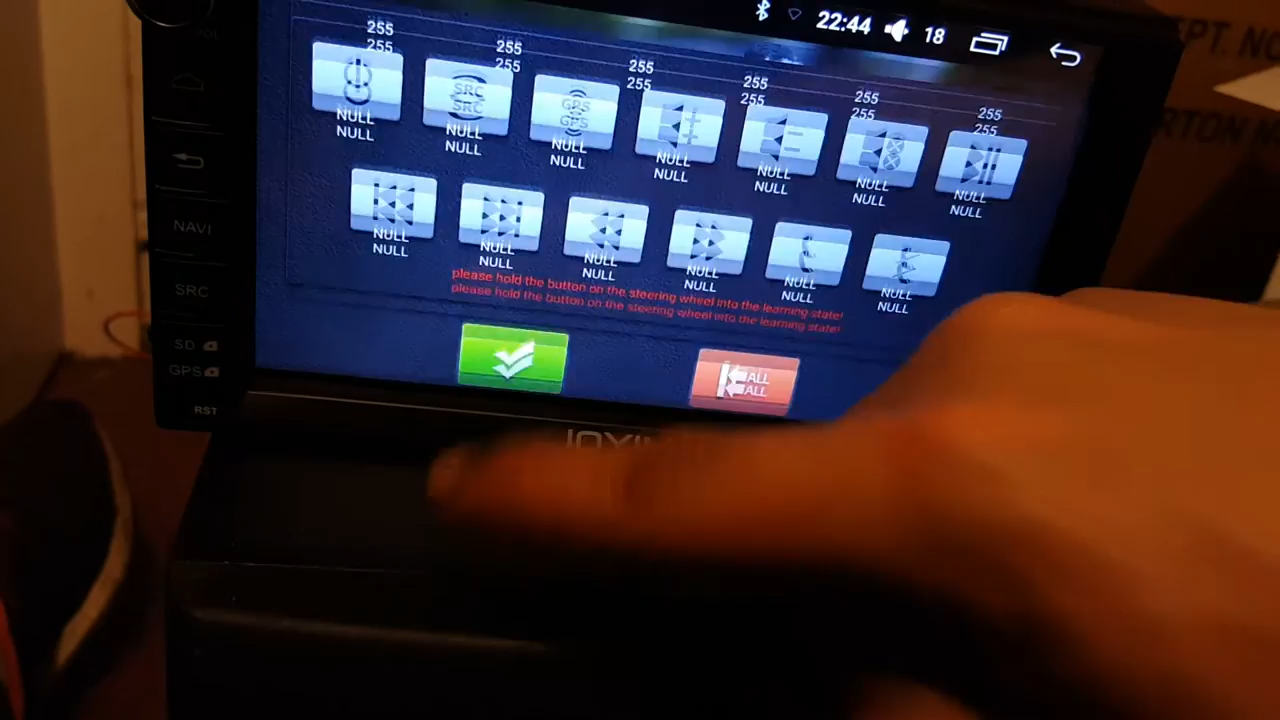 22:44 18
255 255 255 255 255 255
255 255 255 255 255 255
SRC GPS
SRC GPS
NULL NULL NULL NULL NULL NULL NULL
NULL NULL NULL NULL NULL NULL NULL
NULL NULL NULL NULL NULL NULL
NULL NULL NULL NULL NULL NULL
please hold the button on the steering wheel into the learning state!
please hold the button on the steering wheel into the learning state!
ALL
ALL
NAVI
SRC
SD
GPS
RST